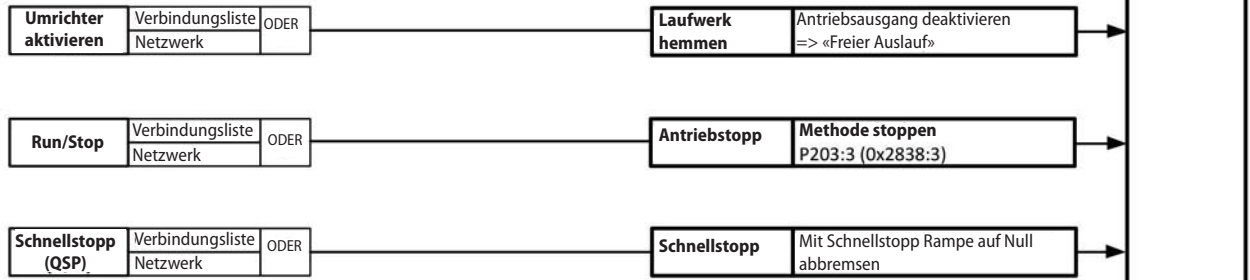 Umrichter
aktivieren
Verbindungsliste
Netzwerk
ODER
Laufwerk
hemmen
Antriebsausgang deaktivieren
=> «Freier Auslauf»
Run/Stop
Verbindungsliste
Netzwerk
ODER
Antriebstopp
Methode stoppen
P203:3 (0x2838:3)
Schnellstopp
(QSP)
Verbindungsliste
Netzwerk
ODER
Schnellstopp
Mit Schnellstopp Rampe auf Null
abbremsen